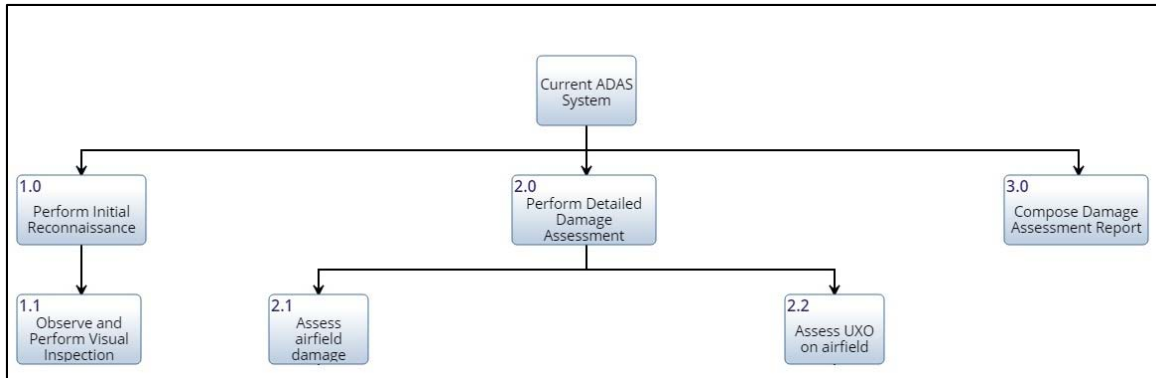 Current ADAS
System
1.0
Perform Initial
Reconnaissance
2.0
Perform Detailed
Damage
Assessment
3.0
Compose Damage
Assessment Report
1.1
Observe and
Perform Visual
Inspection
2.1
Assess
airfield
damage
2.2
Assess UXO
on airfield